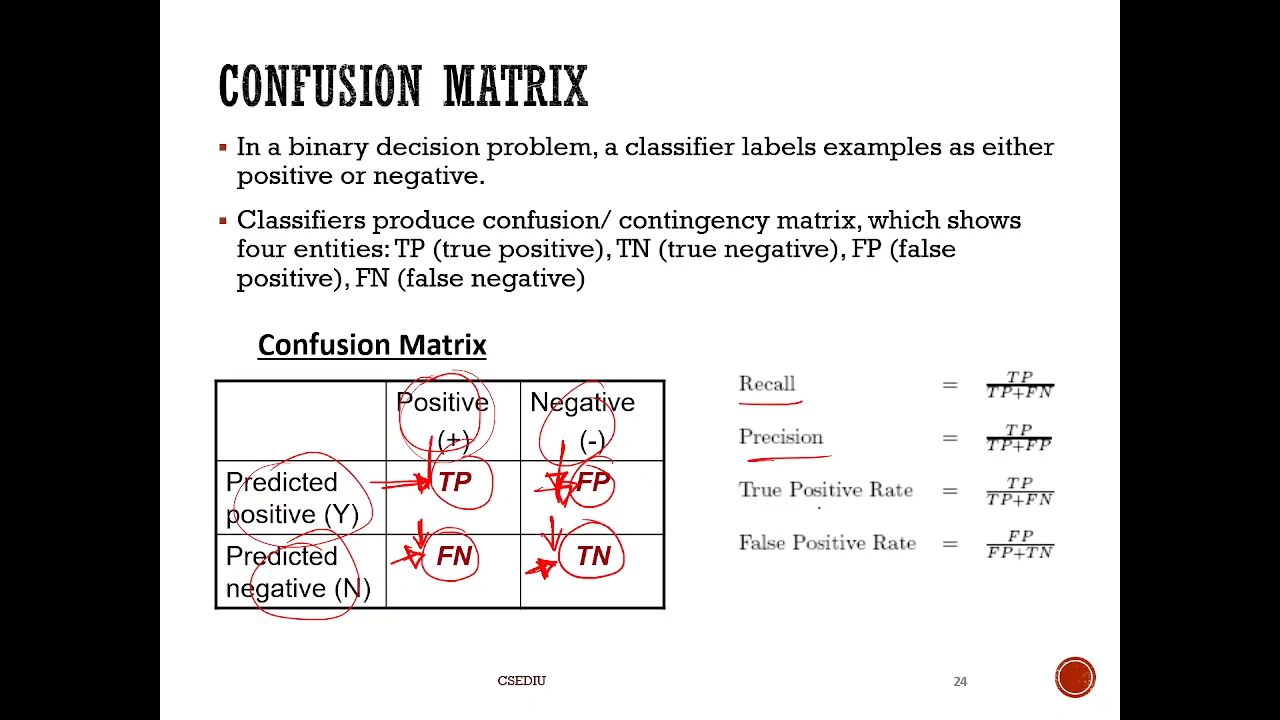 CONFUSION MATRIX
▪ In a binary decision problem, a classifier labels examples as either
positive or negative.
▪ Classifiers produce confusion/ contingency matrix, which shows
four entities: TP (true positive), TN (true negative), FP (false
positive), FN (false negative)
Confusion Matrix
Positive (+) Negative (-)
Predicted positive (Y) TP FP
Predicted negative (N) FN TN
Recall = TP/TP+FN
Precision = TP/TP+FP
True Positive Rate = TP/TP+FN
False Positive Rate = FP/FP+TN
CSEDIU
24